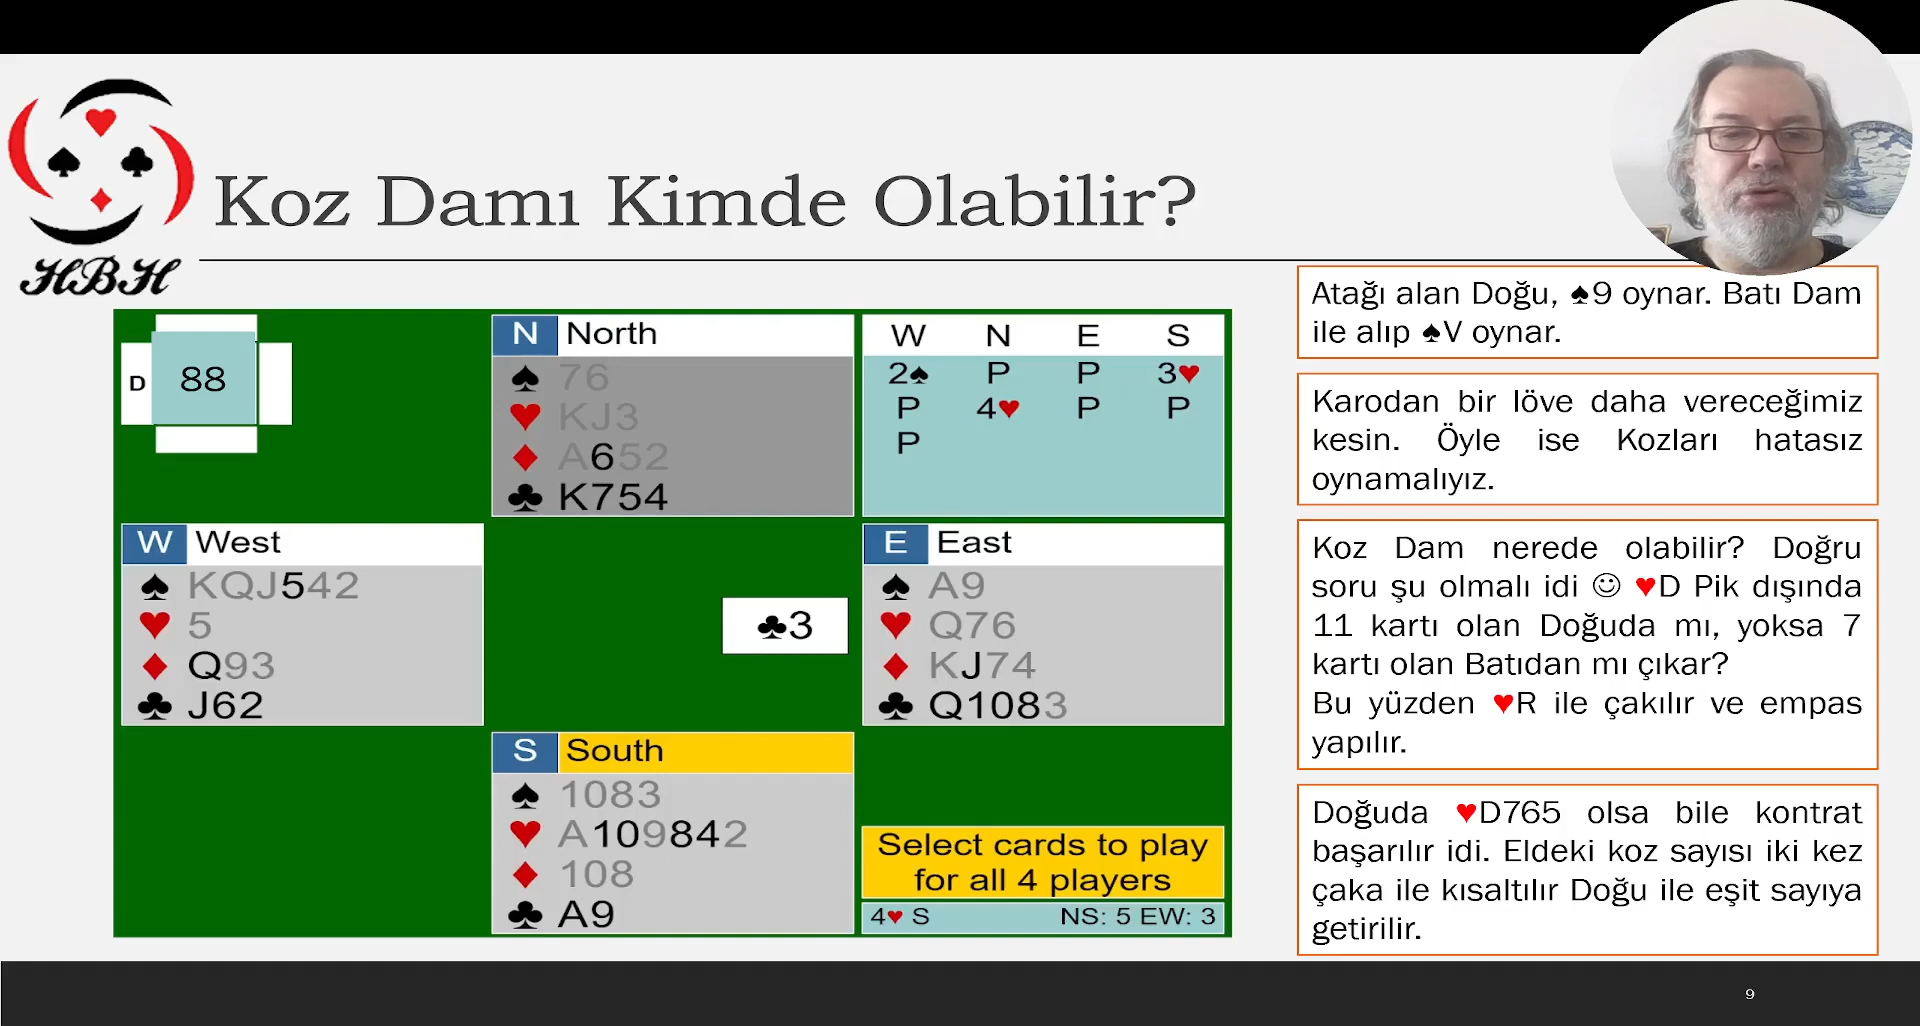 HBH
Koz Damı Kimde Olabilir?
D 88
N North
♠ 76
♥ KJ3
♦ A652
♣ K754
W N E S
2♠ P P 3♥
P 4♥ P P
P
W West
♠ KQJ542
♥ 5
♦ Q93
♣ J62
♣3
E East
♠ A9
♥ Q76
♦ KJ74
♣ Q1083
S South
♠ 1083
♥ A109842
♦ 108
♣ A9
Select cards to play
for all 4 players
4♥ S NS: 5 EW: 3
Atağı alan Doğu, ♠9 oynar. Batı Dam
ile alıp ♠V oynar.
Karodan bir löve daha vereceğimiz
kesin. Öyle ise Kozları hatasız
oynamalıyız.
Koz Dam nerede olabilir? Doğru
soru şu olmalı idi ☺ ♥D Pik dışında
11 kartı olan Doğuda mı, yoksa 7
kartı olan Batıdan mı çıkar?
Bu yüzden ♥R ile çakılır ve empas
yapılır.
Doğuda ♥D765 olsa bile kontrat
başarılır idi. Eldeki koz sayısı iki kez
çaka ile kısaltılır Doğu ile eşit sayıya
getirilir.
9